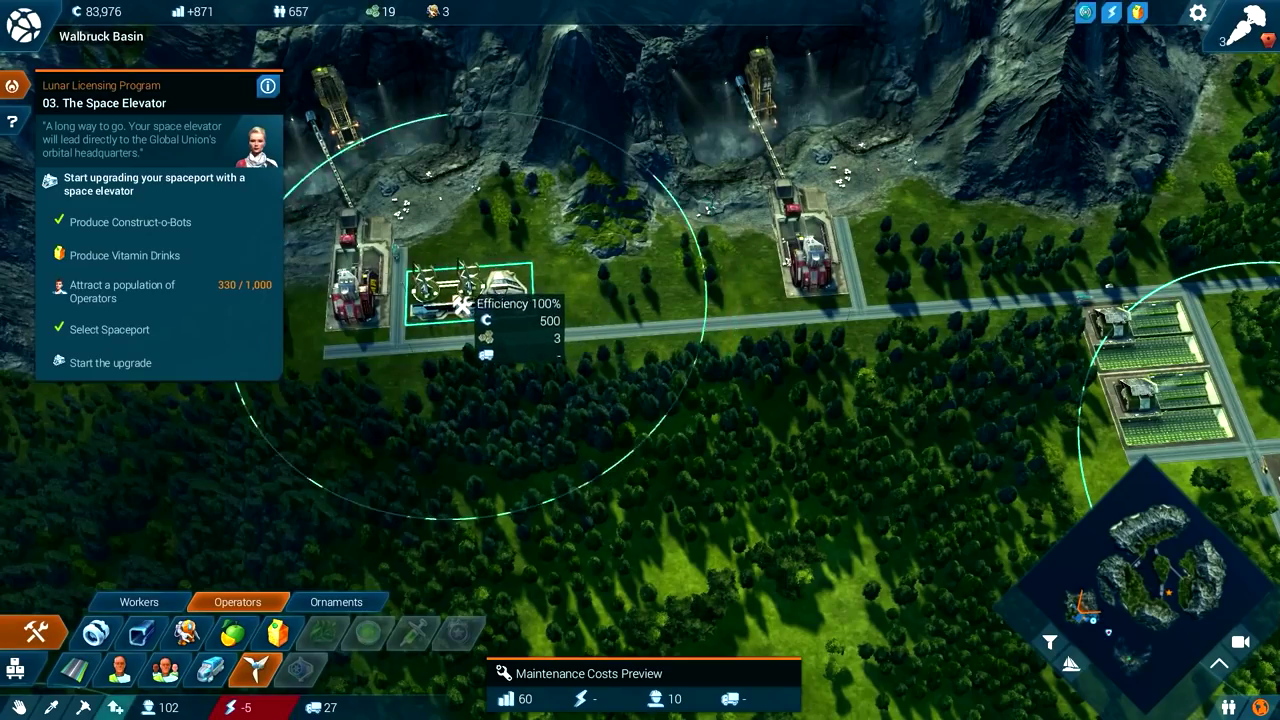 83,976
+871
657
19
3
Walbruck Basin
3
Lunar Licensing Program
03. The Space Elevator
"A long way to go. Your space elevator
will lead directly to the Global Union's
orbital headquarters."
Start upgrading your spaceport with a
space elevator
Produce Construct-o-Bots
Produce Vitamin Drinks
Attract a population of
Operators
330 / 1,000
Select Spaceport
Start the upgrade
Efficiency 100%
500
3
-
Workers
Operators
Ornaments
Maintenance Costs Preview
60
-
10
-
102
-5
27